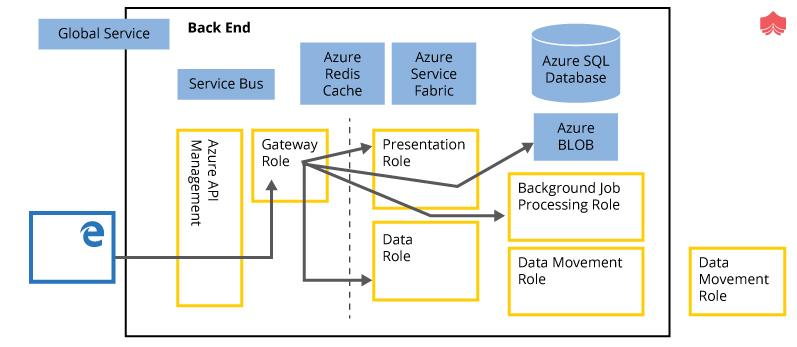 Global Service
Back End
Service Bus
Azure
Redis
Cache
Azure
Service
Fabric
Azure SQL
Database
Azure
BLOB
Azure API
Management
Gateway
Role
Presentation
Role
Background Job
Processing Role
Data
Role
Data Movement
Role
Data
Movement
Role